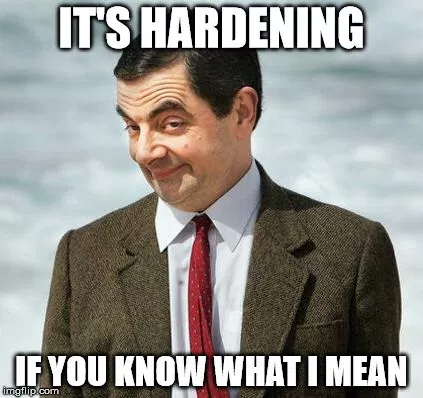 IT'S HARDENING
IF YOU KNOW WHAT I MEAN
imgflip.com